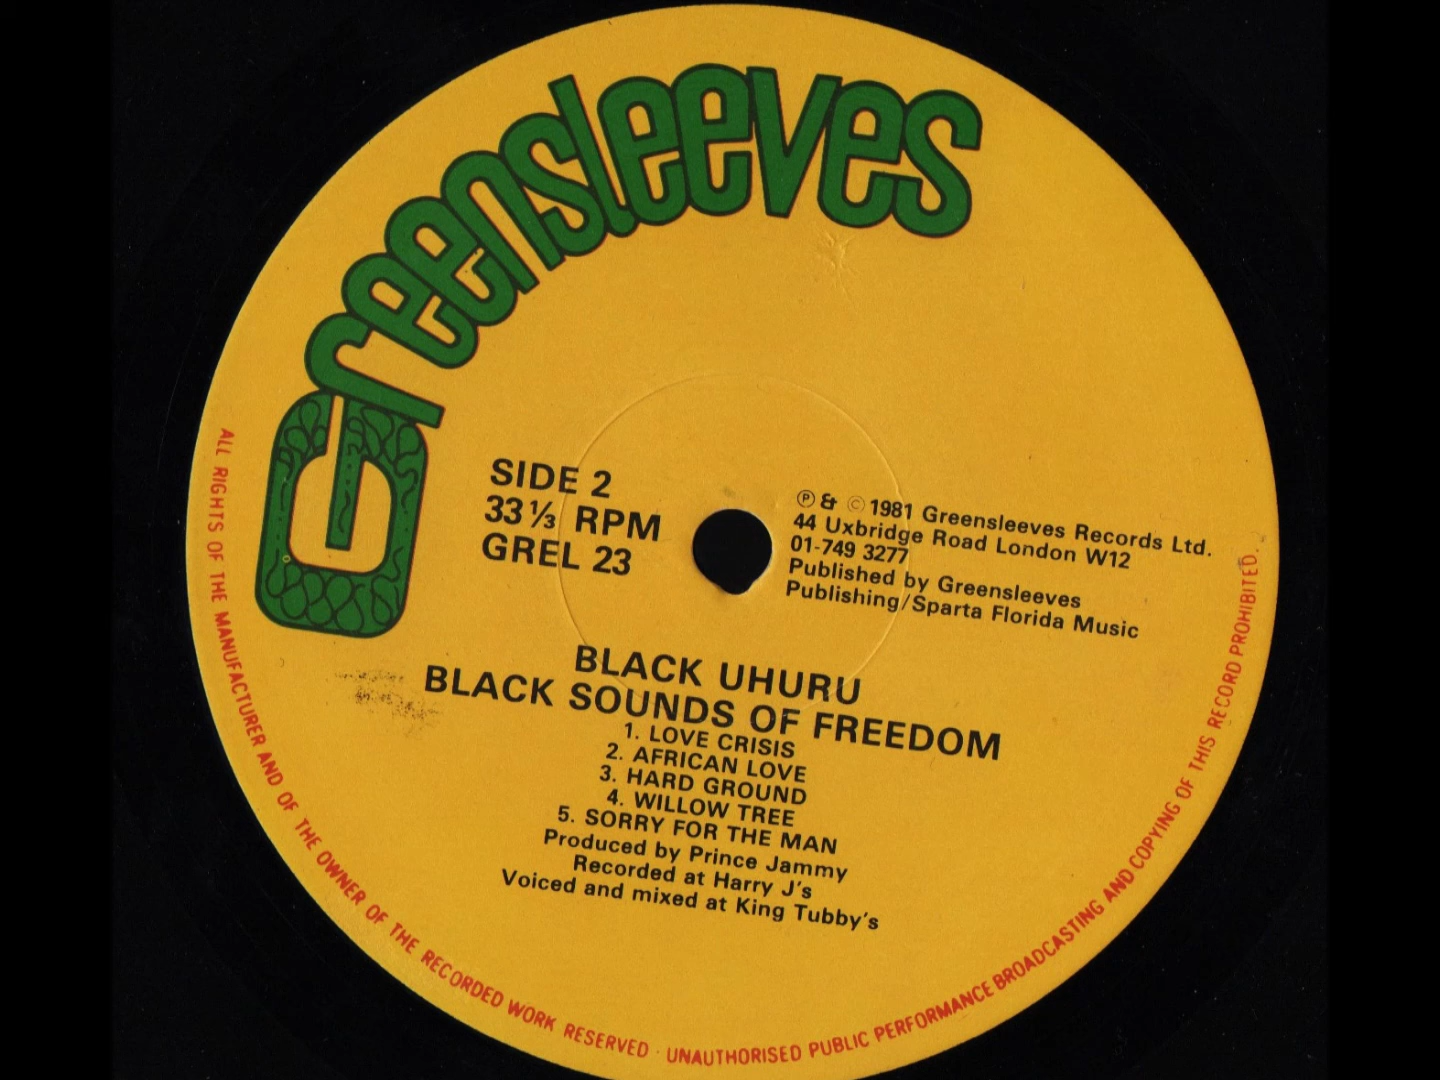 Greensleeves
SIDE 2
33⅓ RPM
GREL 23
Ⓟ & © 1981 Greensleeves Records Ltd.
44 Uxbridge Road London W12
01-749 3277
Published by Greensleeves
Publishing/Sparta Florida Music
BLACK UHURU
BLACK SOUNDS OF FREEDOM
1. LOVE CRISIS
2. AFRICAN LOVE
3. HARD GROUND
4. WILLOW TREE
5. SORRY FOR THE MAN
Produced by Prince Jammy
Recorded at Harry J's
Voiced and mixed at King Tubby's
ALL RIGHTS OF THE MANUFACTURER AND OF THE OWNER OF THE RECORDED WORK RESERVED · UNAUTHORISED PUBLIC PERFORMANCE BROADCASTING AND COPYING OF THIS RECORD PROHIBITED.